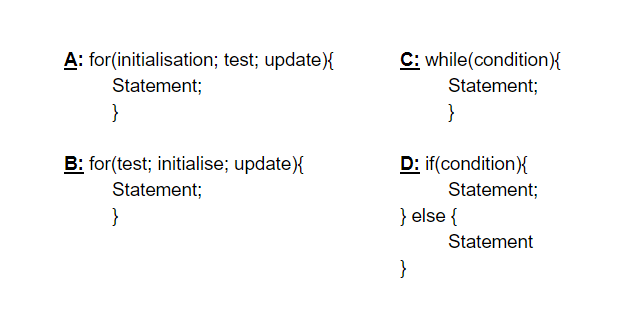 A: for(initialisation; test; update){
Statement;
}
B: for(test; initialise; update){
Statement;
}
C: while(condition){
Statement;
}
D: if(condition){
Statement;
} else {
Statement
}